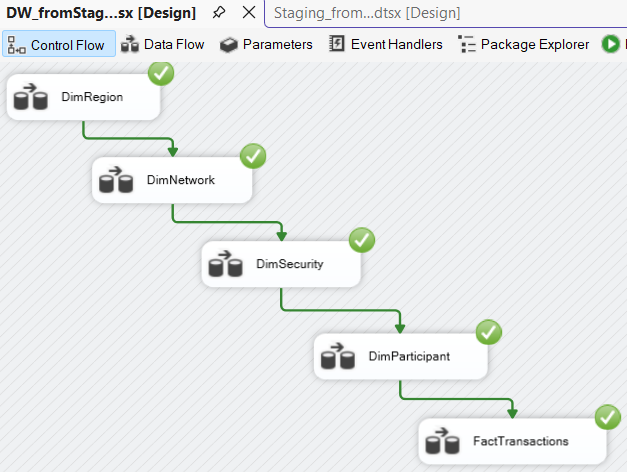 DW_fromStag...sx [Design] Staging_from...dtsx [Design]
Control Flow Data Flow Parameters Event Handlers Package Explorer
DimRegion
DimNetwork
DimSecurity
DimParticipant
FactTransactions